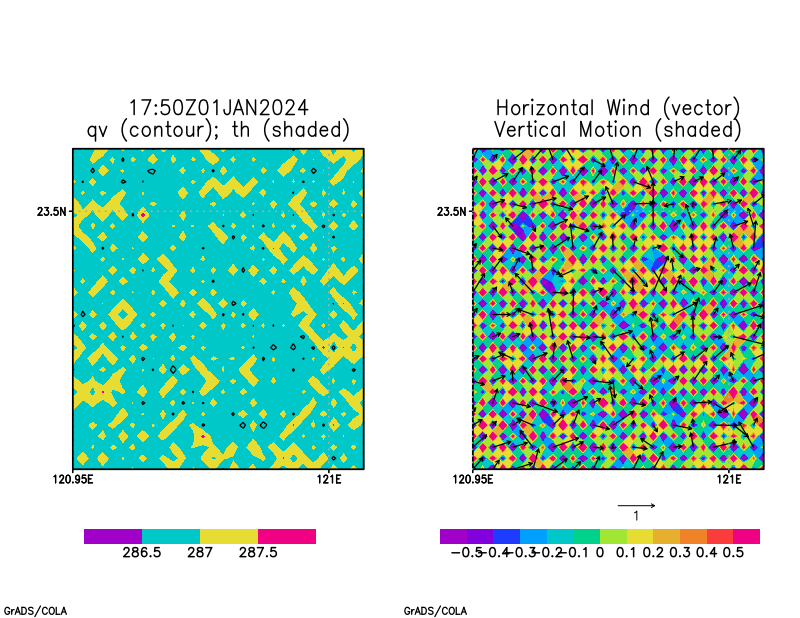 17:50Z01JAN2024
qv (contour); th (shaded)
23.5N
120.95E 121E
286.5 287 287.5
GrADS/COLA
Horizontal Wind (vector)
Vertical Motion (shaded)
23.5N
120.95E 121E
1
-0.5 -0.4 -0.3 -0.2 -0.1 0 0.1 0.2 0.3 0.4 0.5
GrADS/COLA